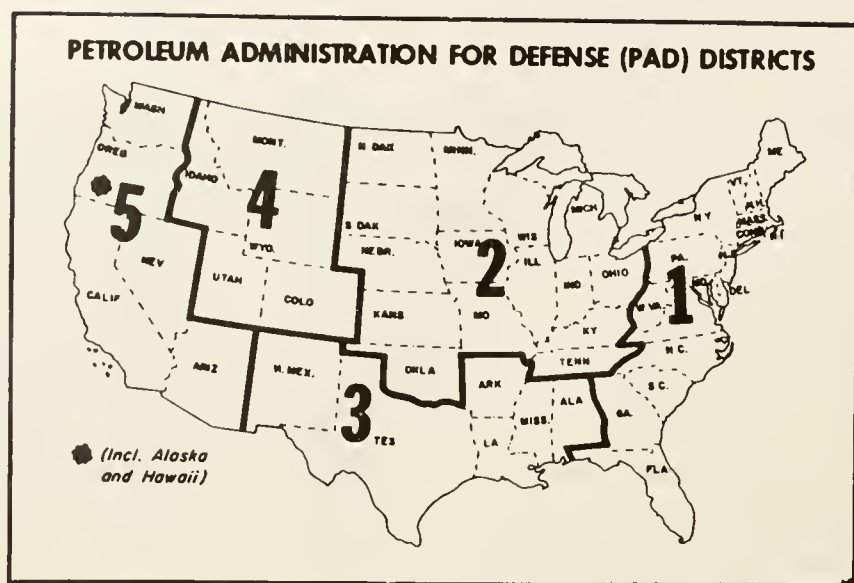 PETROLEUM ADMINISTRATION FOR DEFENSE (PAD) DISTRICTS
WASH
MONT.
N. DAK
MINN.
ME
OREG
IDAHO
VT.
N.H.
5
4
S DAK
WIS
MICH
N Y
MASS.
CONN
R I
WYO.
NEBR.
IOWA
2
ILL
IND
OHIO
PA.
1
NEV
UTAH
COLO
DEL
MD.
CALIF
KANS
MO
KY
W VA.
ARIZ
N. MEX.
OKLA
TENN
N.C.
ARK
S.C.
3
TES
MISS.
ALA
GA.
LA
FLA
(Incl. Alaska
and Hawaii)